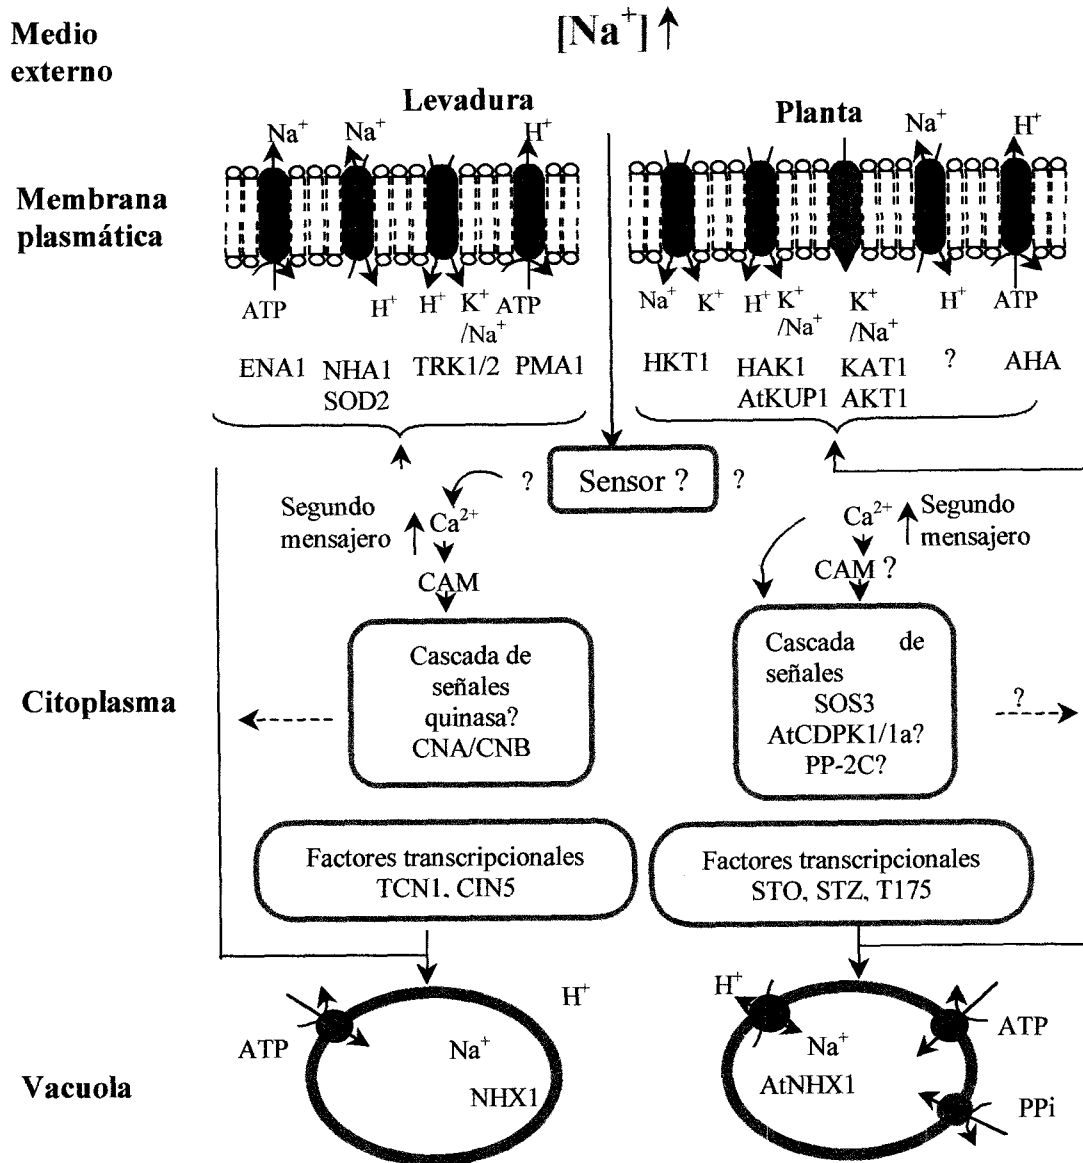 Medio
externo
[Na⁺]
Levadura
Planta
Na⁺ Na⁺ H⁺
Na⁺ H⁺
Membrana
plasmática
ATP H⁺ H⁺ K⁺ ATP
/Na⁺
Na⁺ K⁺ H⁺ K⁺ K⁺ H⁺ ATP
/Na⁺ /Na⁺
ENA1 NHA1 TRK1/2 PMA1
SOD2
HKT1 HAK1 KAT1 ? AHA
AtKUP1 AKT1
? Sensor ? ?
Segundo
mensajero
Ca²⁺
CAM
Ca²⁺
Segundo
mensajero
CAM ?
Citoplasma
Cascada de
señales
quinasa?
CNA/CNB
Cascada de
señales
SOS3
AtCDPK1/1a?
PP-2C?
?
Factores transcripcionales
TCN1, CIN5
Factores transcripcionales
STO, STZ, T175
Vacuola
ATP
Na⁺
NHX1
H⁺
H⁺
Na⁺
AtNHX1
ATP
PPi